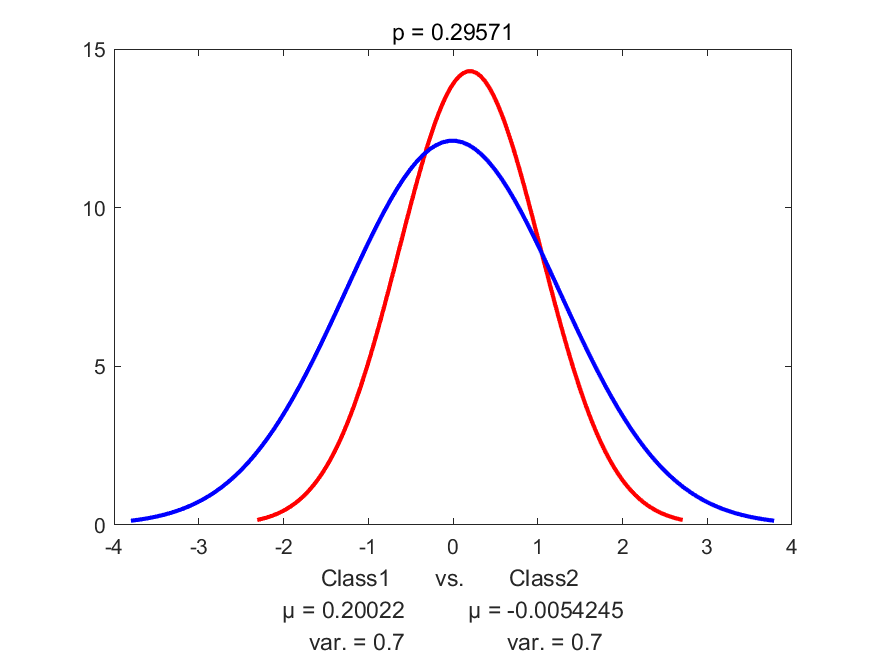 p = 0.29571
15
10
5
0
-4 -3 -2 -1 0 1 2 3 4
Class1 vs. Class2
μ = 0.20022 μ = -0.0054245
var. = 0.7 var. = 0.7